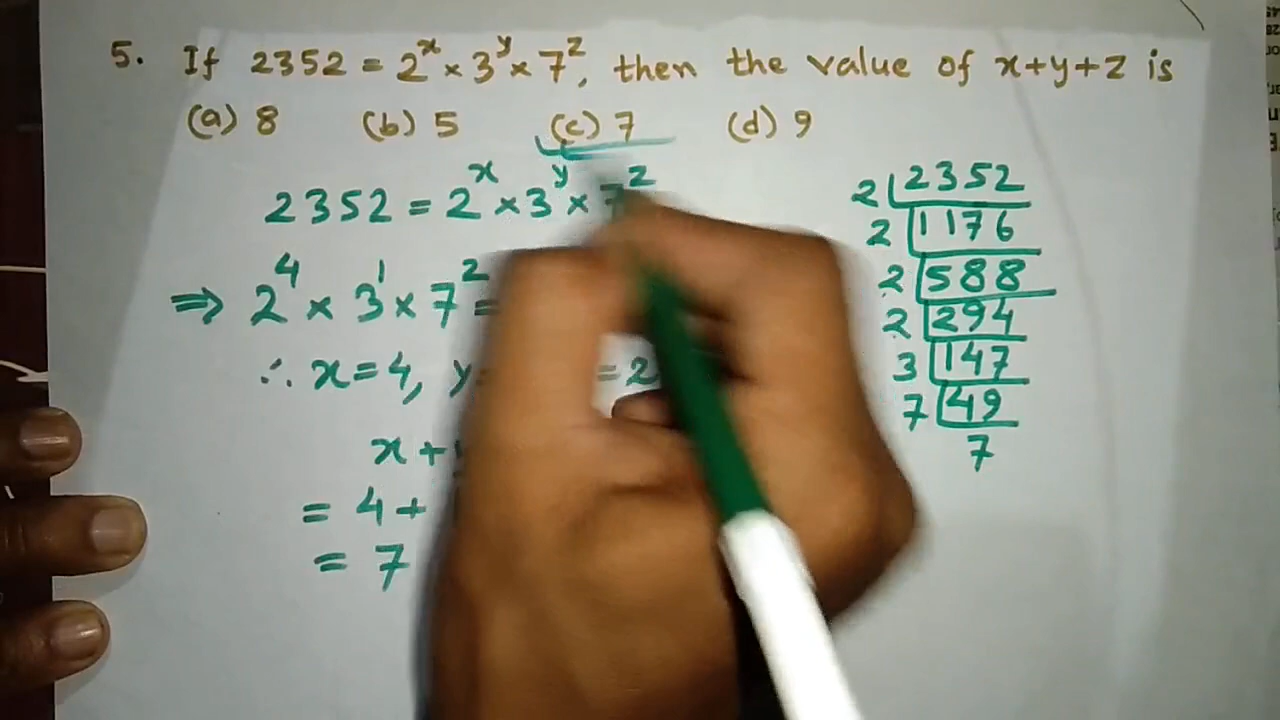 5. If 2352 = 2^x × 3^y × 7^z, then the value of x+y+z is
(a) 8 (b) 5 (c) 7 (d) 9
2352 = 2^x × 3^y × 7^z
⇒ 2^4 × 3^1 × 7^2 =
∴ x=4, y = 2
x +
= 4+
= 7
2 | 2352
2 | 1176
2 | 588
2 | 294
3 | 147
7 | 49
7